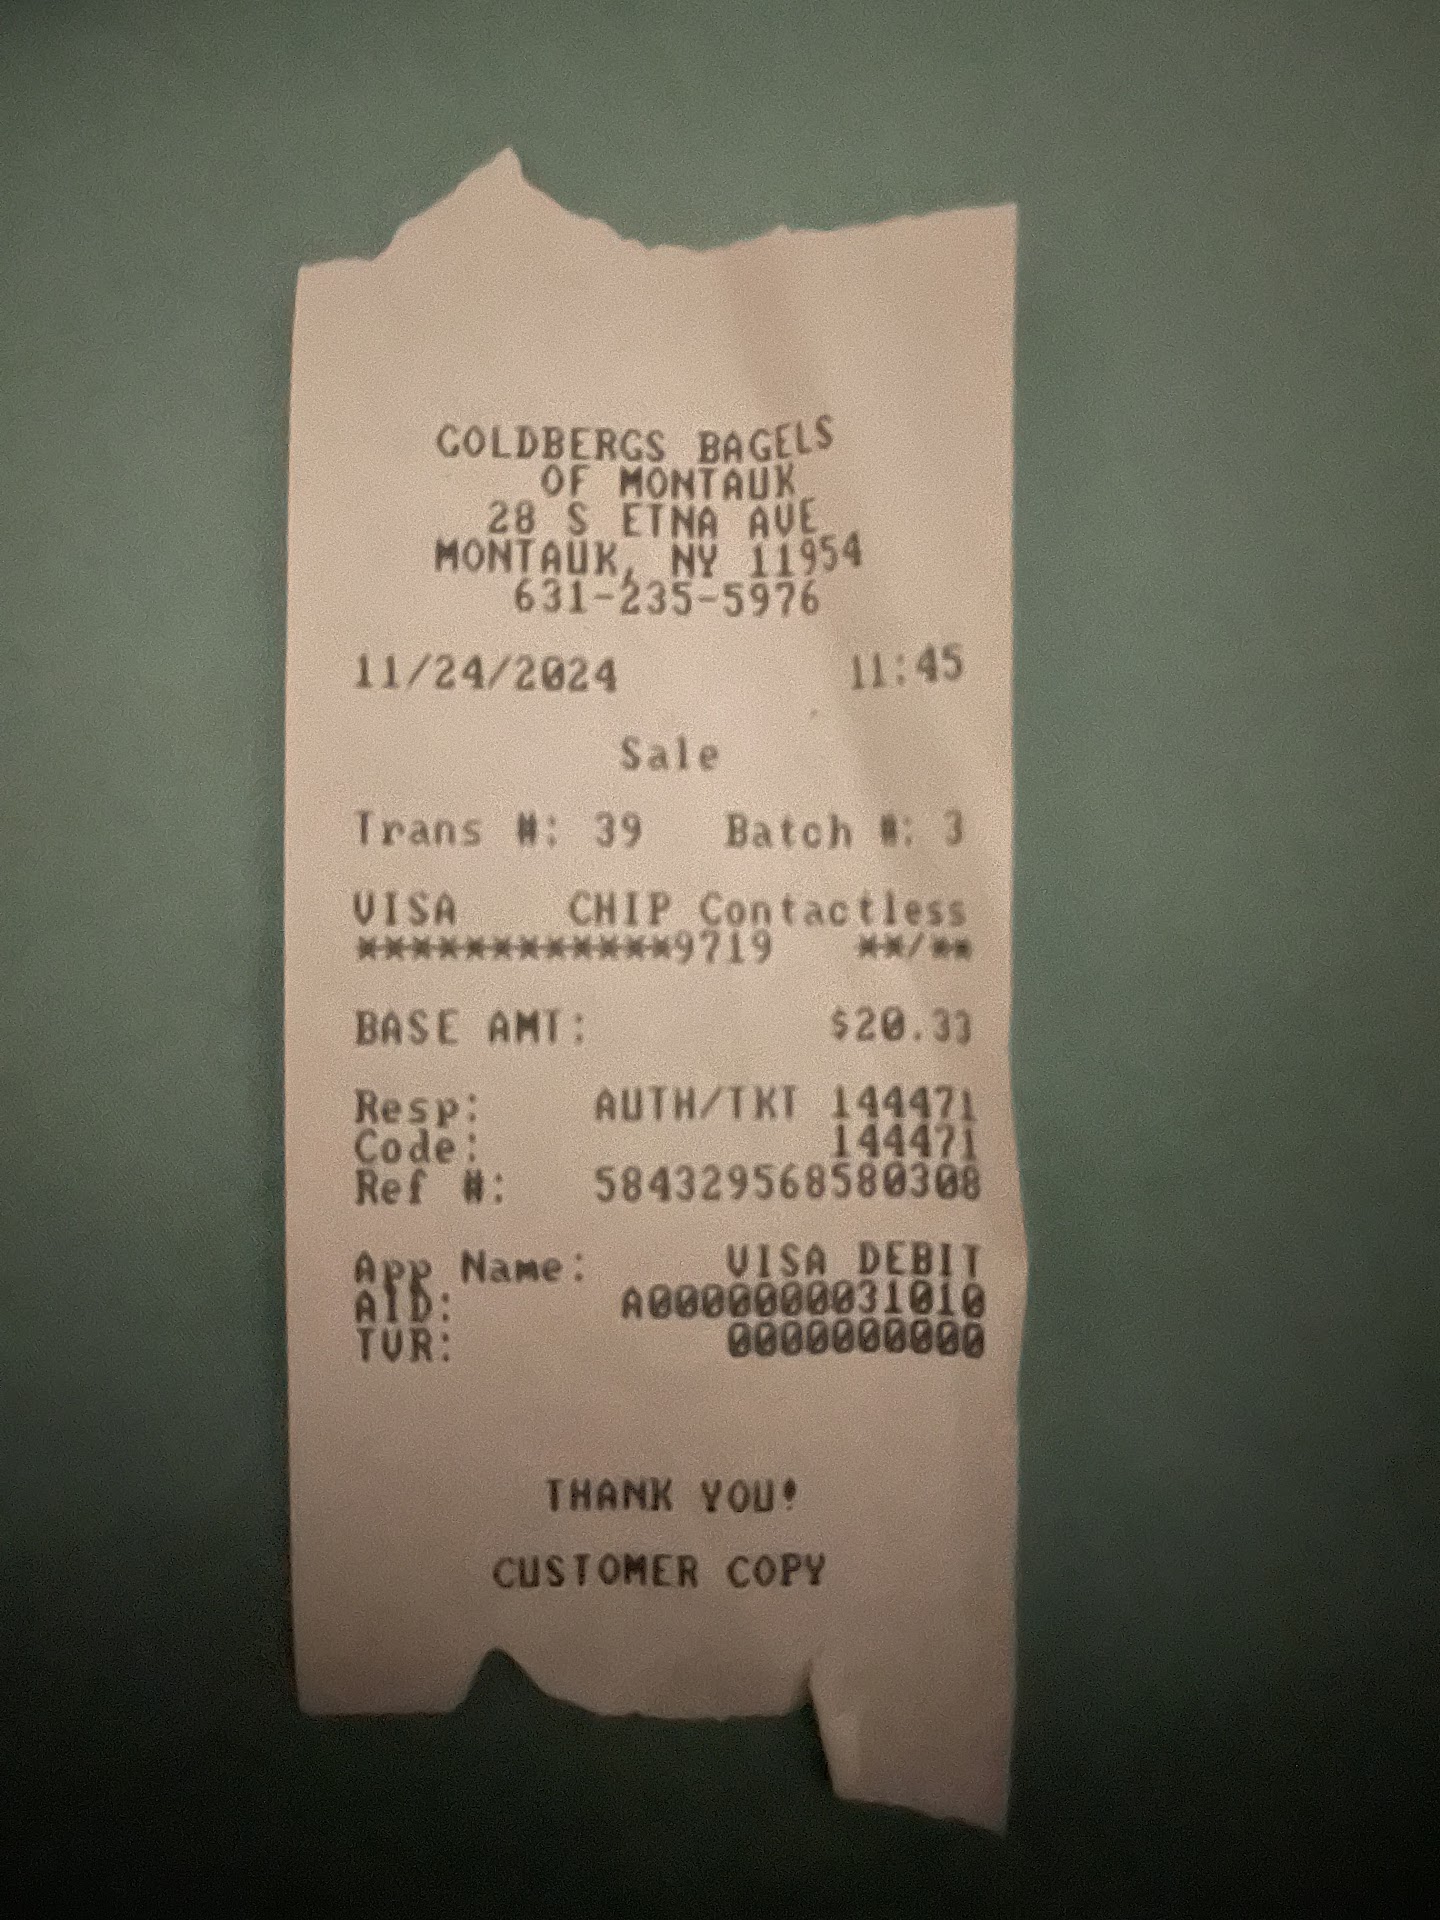 GOLDBERGS BAGELS
OF MONTAUK
28 S ETNA AVE
MONTAUK, NY 11954
631-235-5976
11/24/2024 11:45
Sale
Trans #: 39 Batch #: 3
VISA CHIP Contactless
************9719 **/**
BASE AMT: $20.33
Resp: AUTH/TKT 144471
Code: 144471
Ref #: 584329568580308
App Name: VISA DEBIT
AID: A0000000031010
TVR: 0000000000
THANK YOU!
CUSTOMER COPY